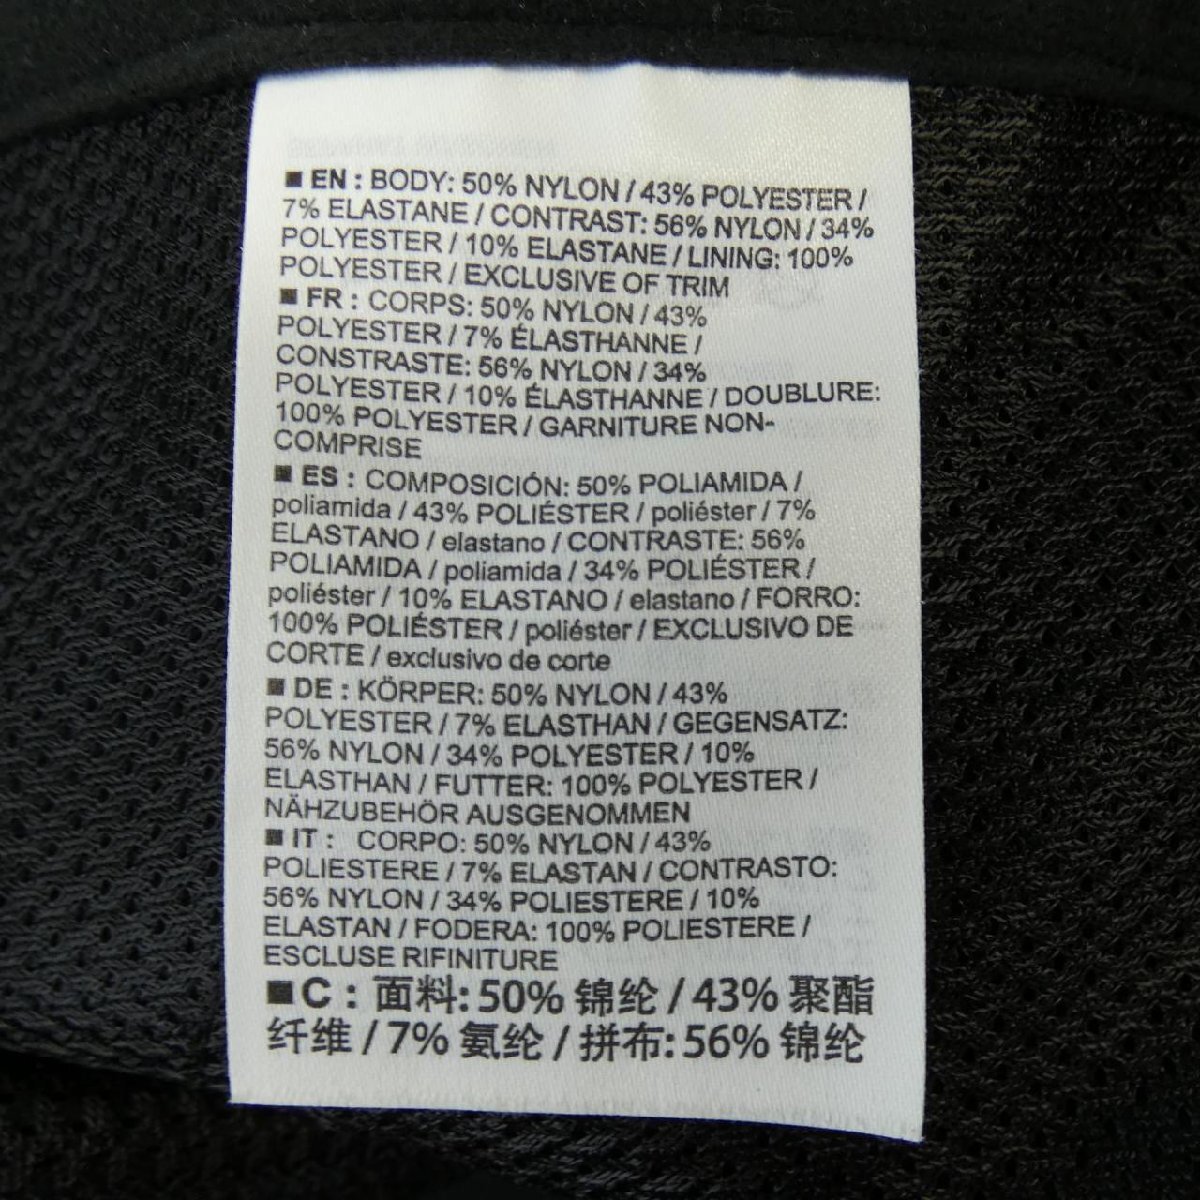 ■ EN : BODY: 50% NYLON / 43% POLYESTER /
7% ELASTANE / CONTRAST: 56% NYLON / 34%
POLYESTER / 10% ELASTANE / LINING: 100%
POLYESTER / EXCLUSIVE OF TRIM
■ FR : CORPS: 50% NYLON / 43%
POLYESTER / 7% ÉLASTHANNE /
CONSTRASTE: 56% NYLON / 34%
POLYESTER / 10% ÉLASTHANNE / DOUBLURE:
100% POLYESTER / GARNITURE NON-
COMPRISE
■ ES : COMPOSICIÓN: 50% POLIAMIDA /
poliamida / 43% POLIÉSTER / poliéster / 7%
ELASTANO / elastano / CONTRASTE: 56%
POLIAMIDA / poliamida / 34% POLIÉSTER /
poliéster / 10% ELASTANO / elastano / FORRO:
100% POLIÉSTER / poliéster / EXCLUSIVO DE
CORTE / exclusivo de corte
■ DE : KÖRPER: 50% NYLON / 43%
POLYESTER / 7% ELASTHAN / GEGENSATZ:
56% NYLON / 34% POLYESTER / 10%
ELASTHAN / FUTTER: 100% POLYESTER /
NÄHZUBEHÖR AUSGENOMMEN
■ IT : CORPO: 50% NYLON / 43%
POLIESTERE / 7% ELASTAN / CONTRASTO:
56% NYLON / 34% POLIESTERE / 10%
ELASTAN / FODERA: 100% POLIESTERE /
ESCLUSE RIFINITURE
■ C : 面料: 50% 锦纶 / 43% 聚酯
纤维 / 7% 氨纶 / 拼布: 56% 锦纶